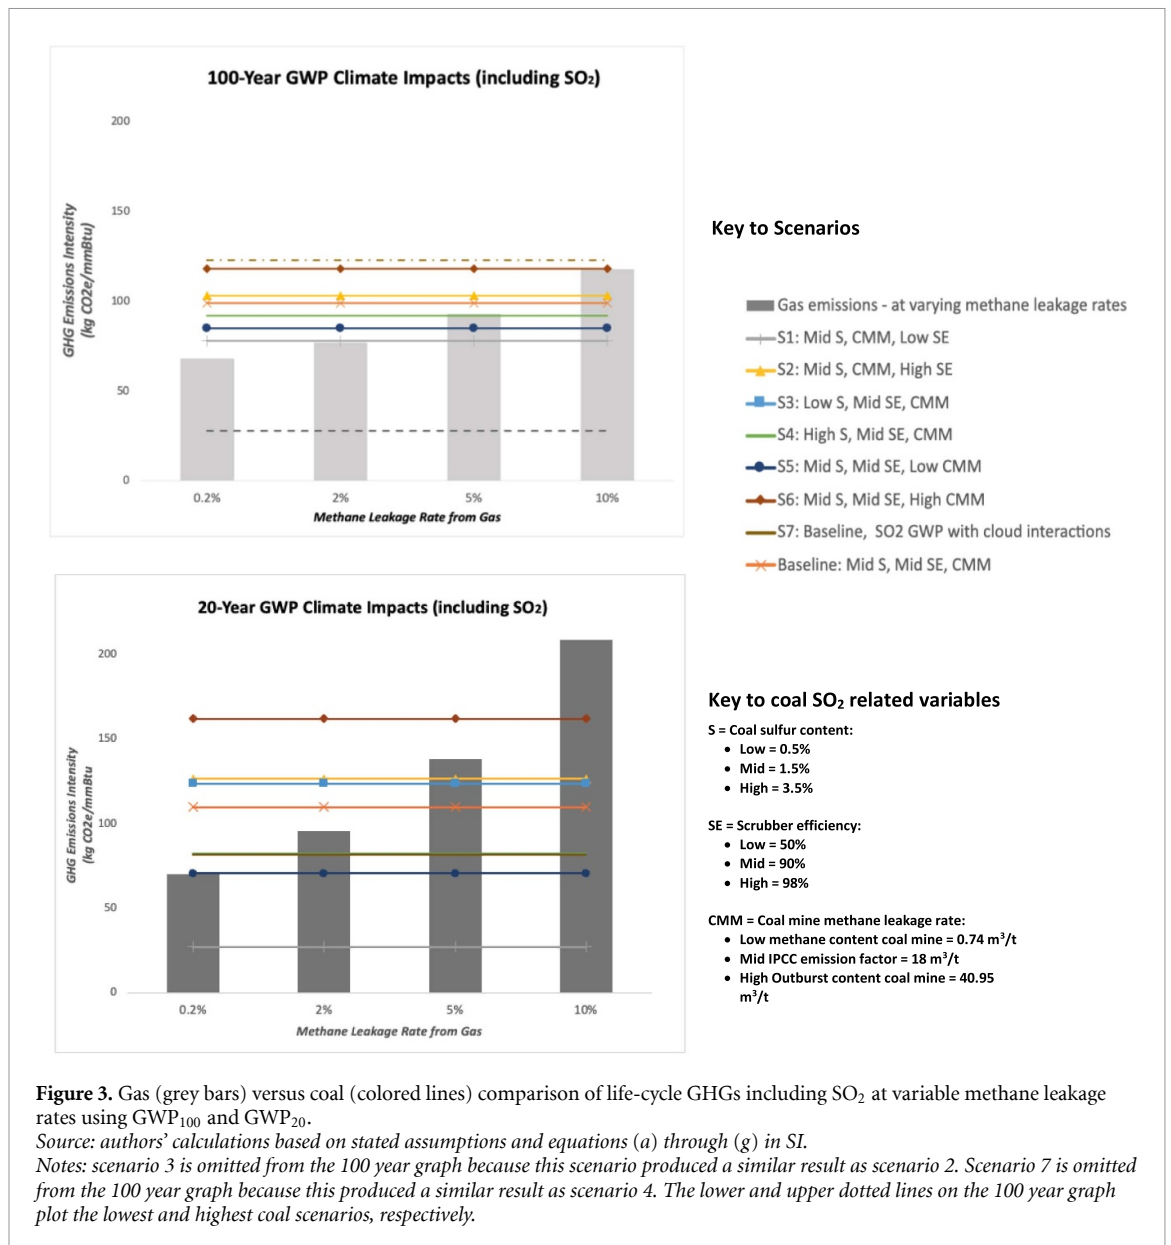 100-Year GWP Climate Impacts (including SO₂)
200
150
100
50
0
GHG Emissions Intensity
(kg CO2e/mmBtu)
0.2%
2%
5%
10%
Methane Leakage Rate from Gas
Key to Scenarios
Gas emissions - at varying methane leakage rates
S1: Mid S, CMM, Low SE
S2: Mid S, CMM, High SE
S3: Low S, Mid SE, CMM
S4: High S, Mid SE, CMM
S5: Mid S, Mid SE, Low CMM
S6: Mid S, Mid SE, High CMM
S7: Baseline, SO2 GWP with cloud interactions
Baseline: Mid S, Mid SE, CMM
20-Year GWP Climate Impacts (including SO₂)
200
150
100
50
0
GHG Emissions Intensity
(kg CO2e/mmBtu
0.2%
2%
5%
10%
Methane Leakage Rate from Gas
Key to coal SO₂ related variables
S = Coal sulfur content:
• Low = 0.5%
• Mid = 1.5%
• High = 3.5%
SE = Scrubber efficiency:
• Low = 50%
• Mid = 90%
• High = 98%
CMM = Coal mine methane leakage rate:
• Low methane content coal mine = 0.74 m³/t
• Mid IPCC emission factor = 18 m³/t
• High Outburst content coal mine = 40.95
m³/t
Figure 3. Gas (grey bars) versus coal (colored lines) comparison of life-cycle GHGs including SO₂ at variable methane leakage
rates using GWP₁₀₀ and GWP₂₀.
Source: authors’ calculations based on stated assumptions and equations (a) through (g) in SI.
Notes: scenario 3 is omitted from the 100 year graph because this scenario produced a similar result as scenario 2. Scenario 7 is omitted
from the 100 year graph because this produced a similar result as scenario 4. The lower and upper dotted lines on the 100 year graph
plot the lowest and highest coal scenarios, respectively.